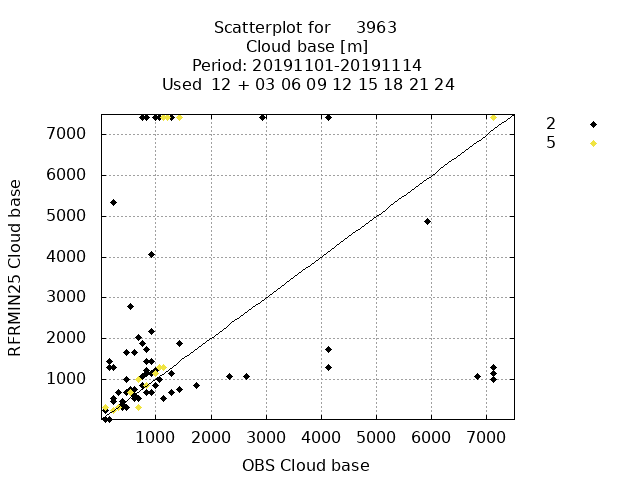 Scatterplot for 3963
Cloud base [m]
Period: 20191101-20191114
Used 12 + 03 06 09 12 15 18 21 24
2
5
7000
6000
5000
4000
3000
2000
1000
RFRMIN25 Cloud base
1000 2000 3000 4000 5000 6000 7000
OBS Cloud base